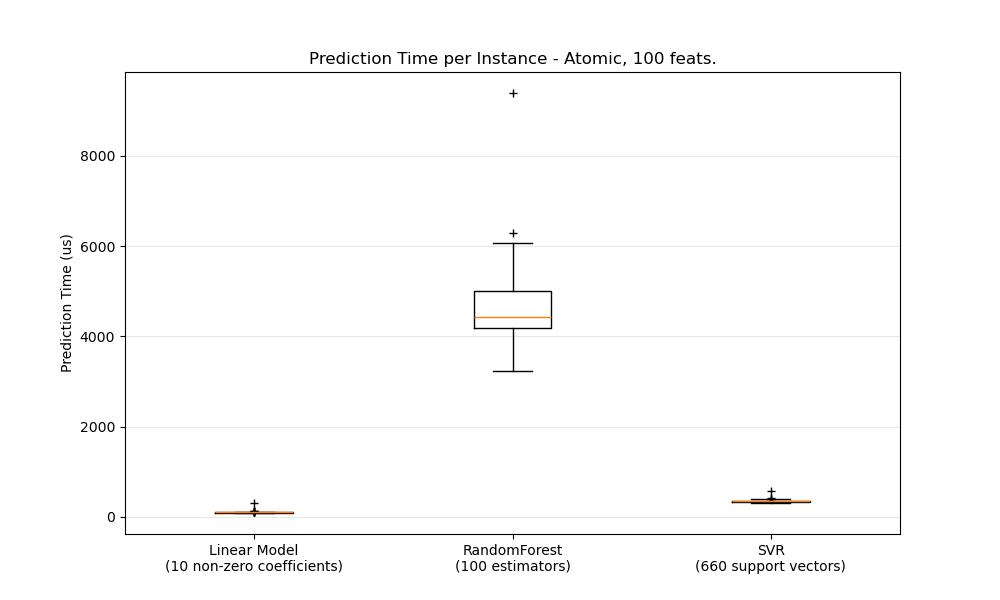 Prediction Time per Instance - Atomic, 100 feats.
Prediction Time (us)
8000
6000
4000
2000
0
Linear Model
(10 non-zero coefficients)
RandomForest
(100 estimators)
SVR
(660 support vectors)